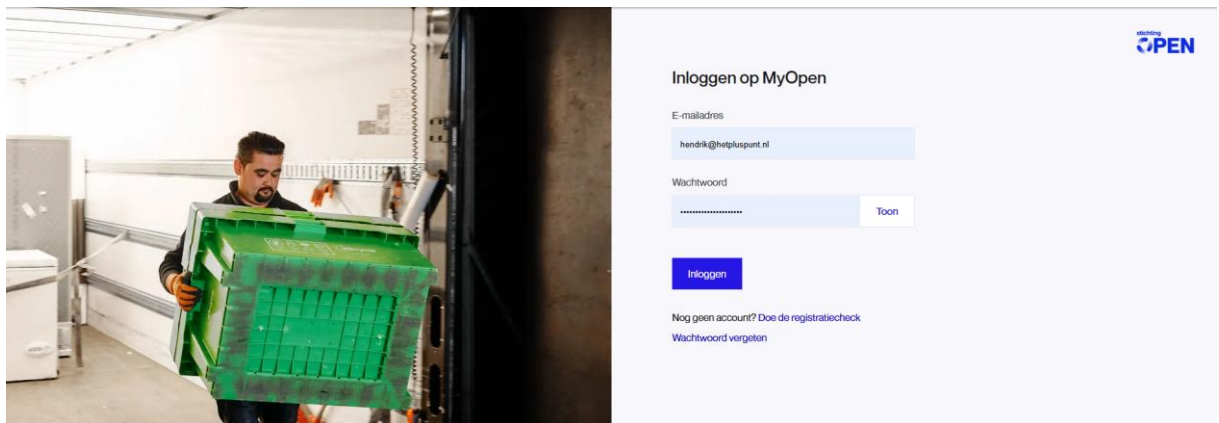 stichting
OPEN
Inloggen op MyOpen
E-mailadres
hendrik@hetpluspunt.nl
Wachtwoord
•••••••••••••••••••••
Toon
Inloggen
Nog geen account? Doe de registratiecheck
Wachtwoord vergeten